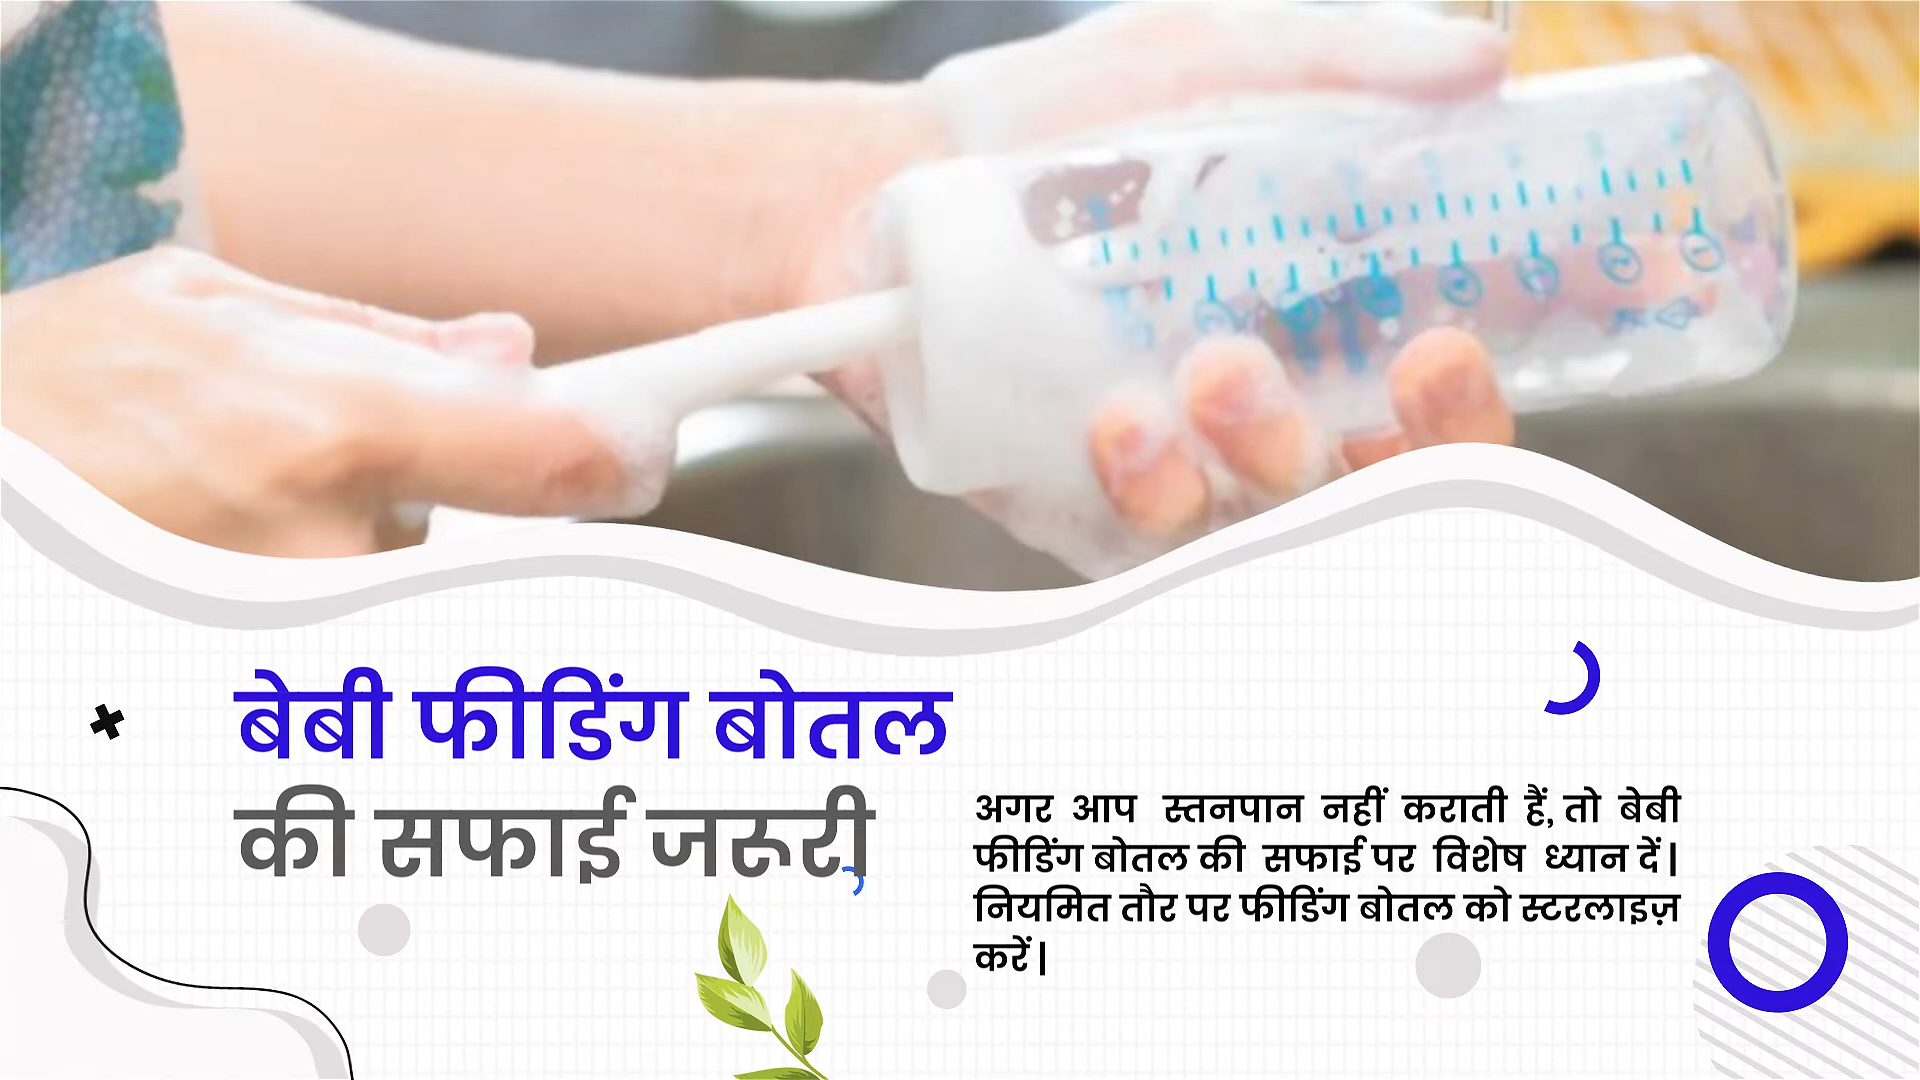 बेबी फीडिंग बोतल
की सफाई जरूरी
अगर आप स्तनपान नहीं कराती हैं, तो बेबी
फीडिंग बोतल की सफाई पर विशेष ध्यान दें|
नियमित तौर पर फीडिंग बोतल को स्टरलाइज़
करें|